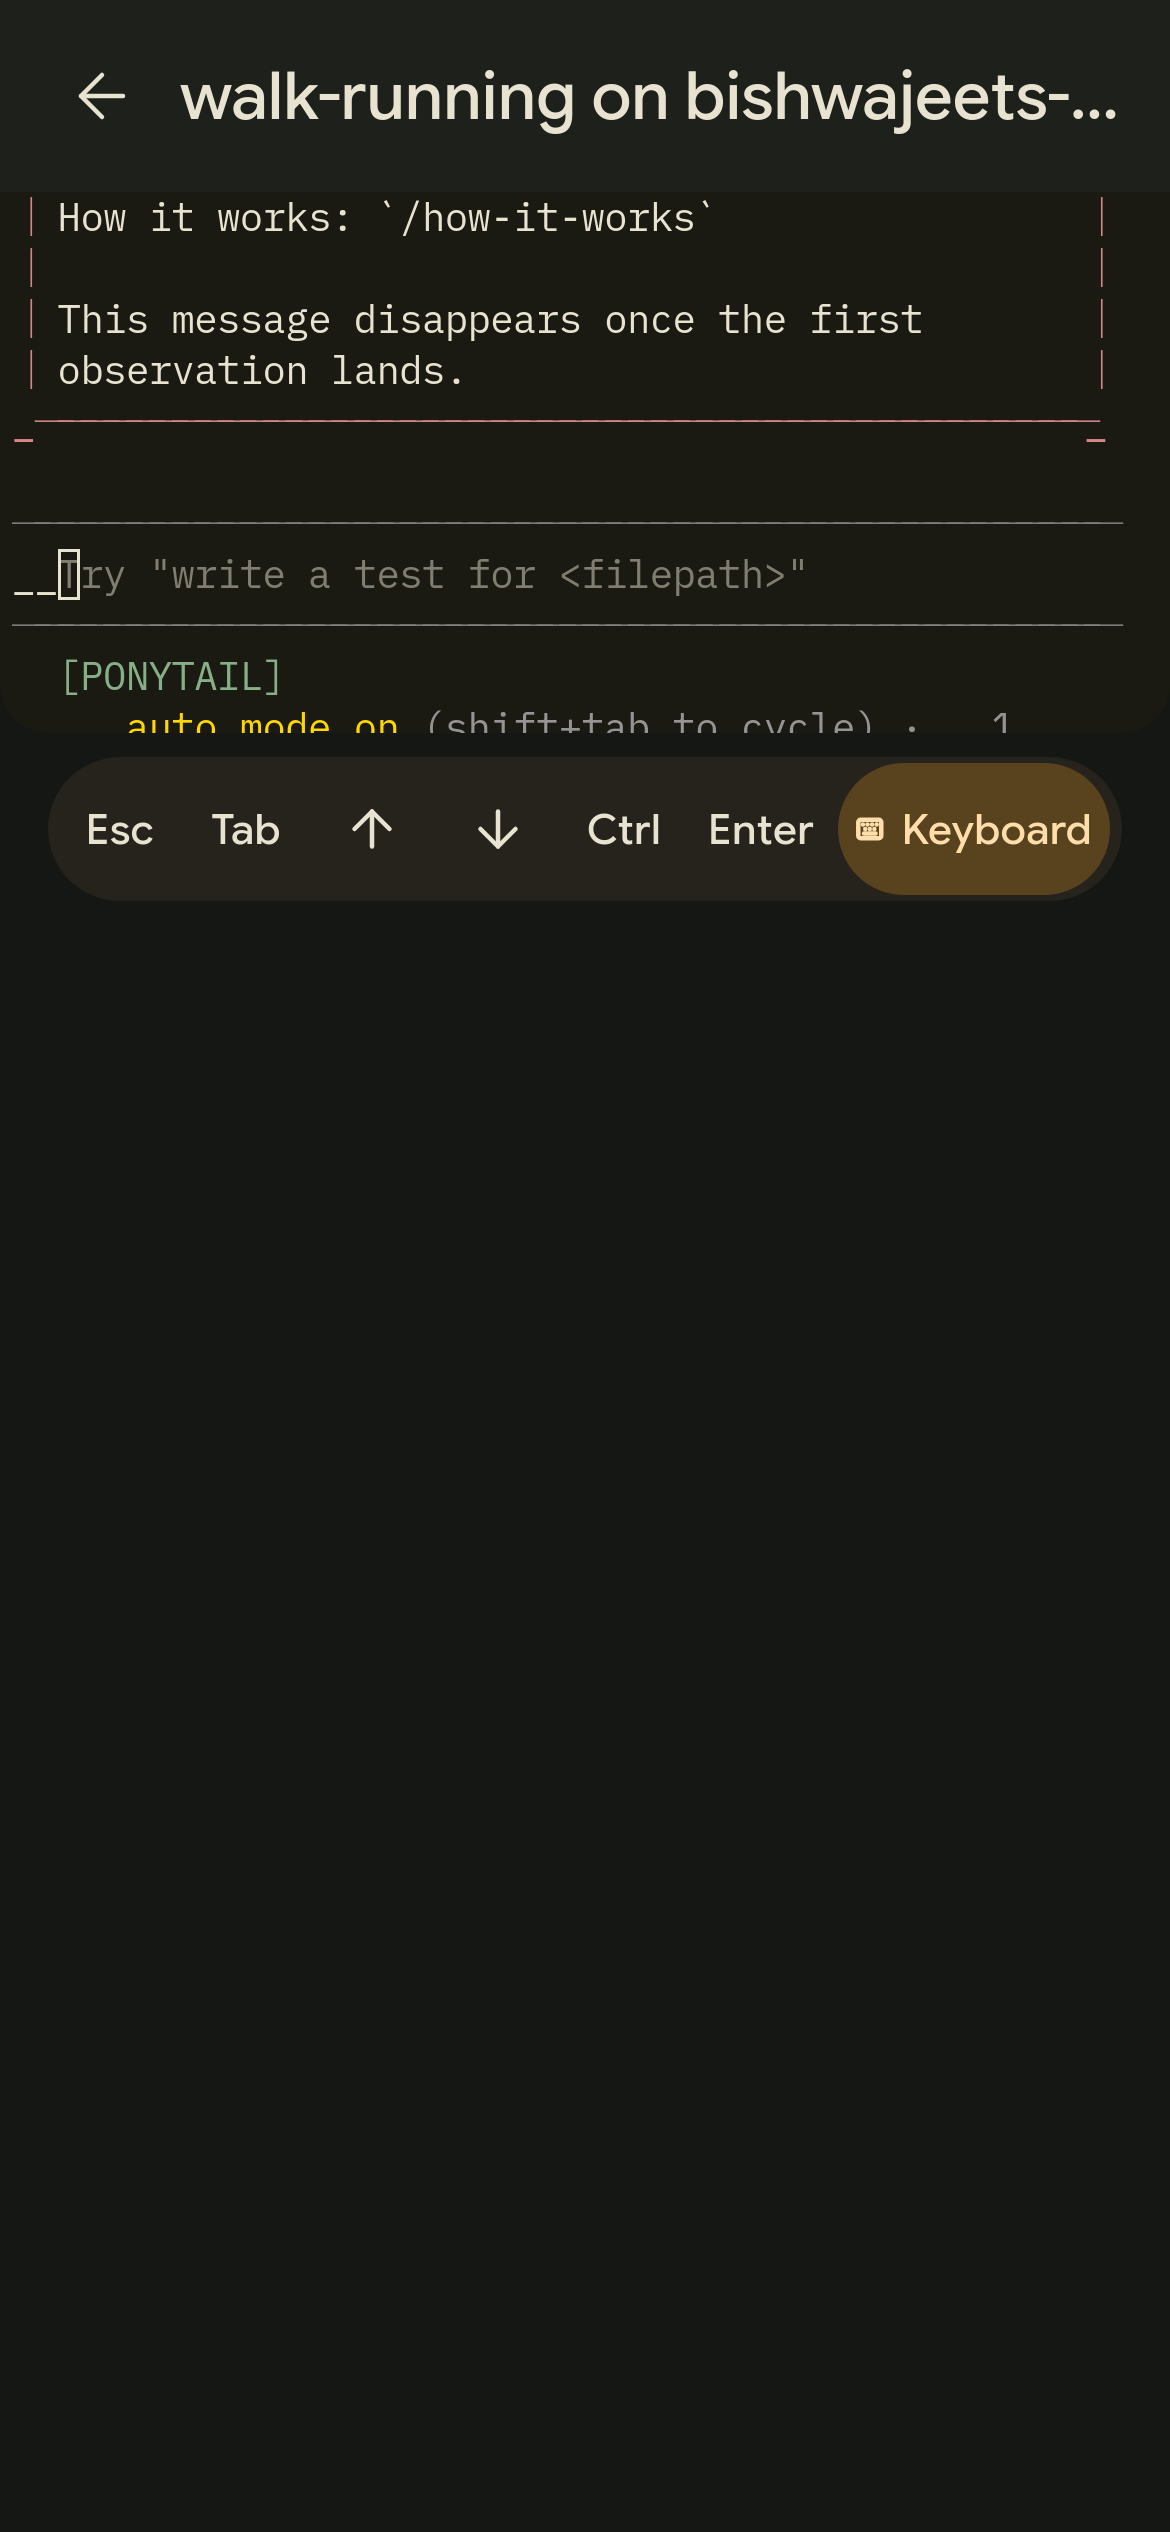 walk-running on bishwajeets-...
How it works: `/how-it-works`
This message disappears once the first
observation lands.
__Try "write a test for <filepath>"
[PONYTAIL]
auto mode on (shift+tab to cycle) · 1
Esc Tab ↑ ↓ Ctrl Enter Keyboard